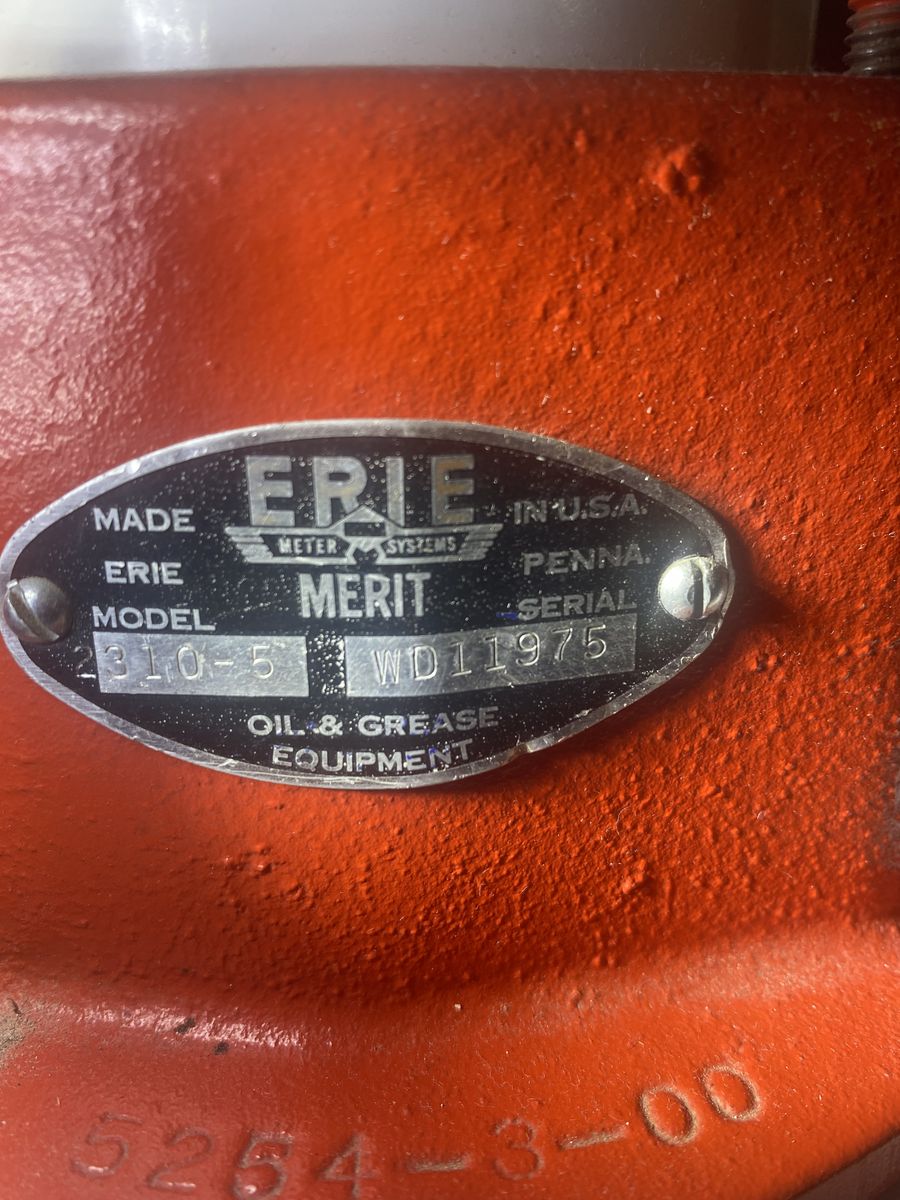 ERIE
METER SYSTEMS
MERIT
MADE IN U.S.A.
ERIE PENNA.
MODEL SERIAL
2310-5 WD11975
OIL & GREASE
EQUIPMENT
5254-3-00